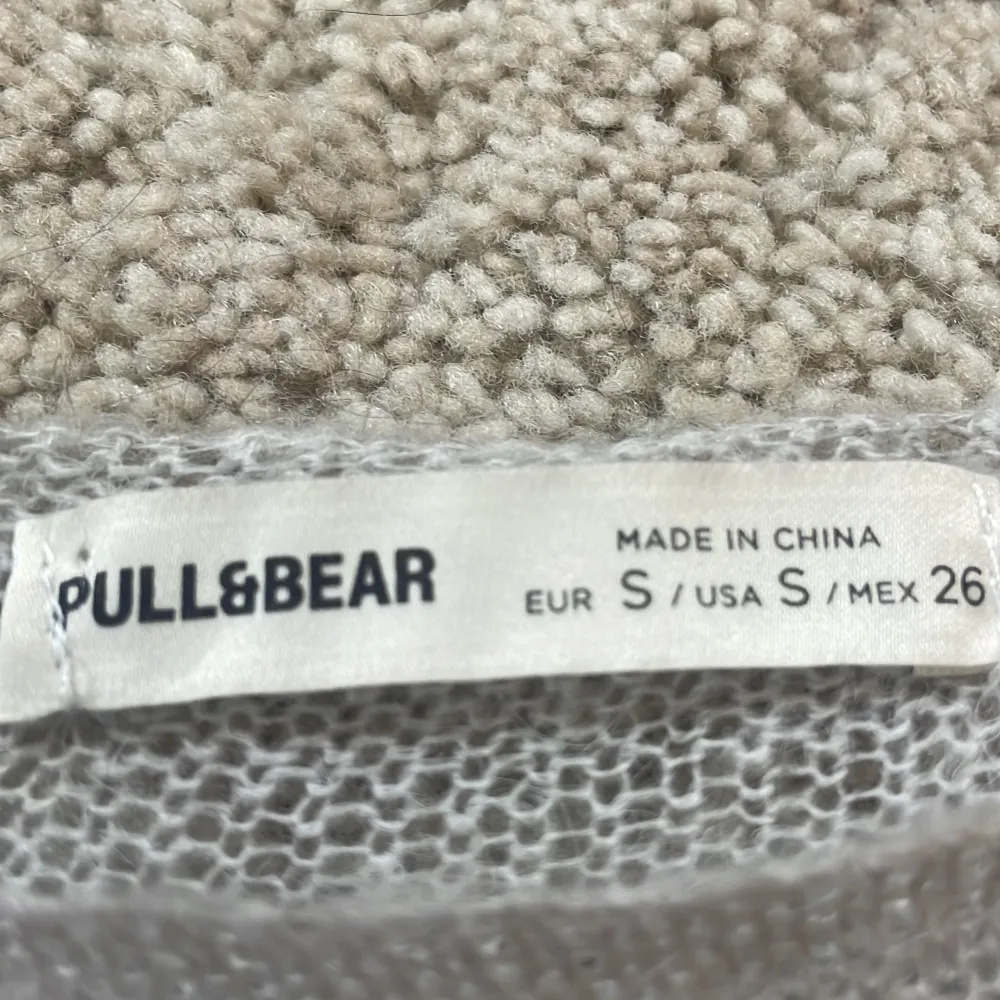 PULL&BEAR
MADE IN CHINA
EUR S / USA S / MEX 26